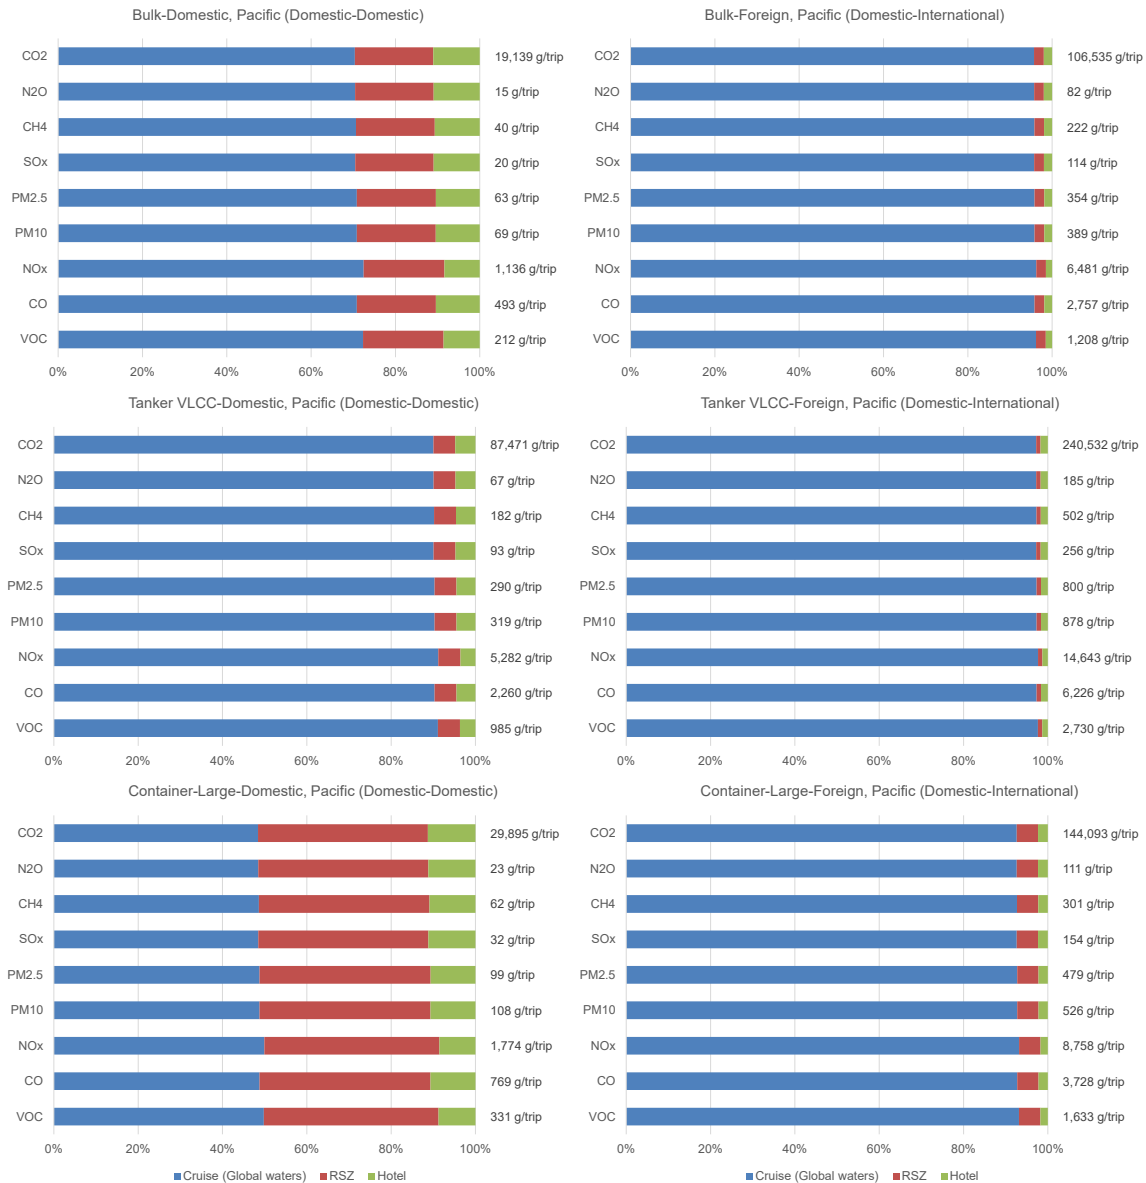 Bulk-Domestic, Pacific (Domestic-Domestic)
CO2 19,139 g/trip
N2O 15 g/trip
CH4 40 g/trip
SOx 20 g/trip
PM2.5 63 g/trip
PM10 69 g/trip
NOx 1,136 g/trip
CO 493 g/trip
VOC 212 g/trip
0% 20% 40% 60% 80% 100%
Bulk-Foreign, Pacific (Domestic-International)
CO2 106,535 g/trip
N2O 82 g/trip
CH4 222 g/trip
SOx 114 g/trip
PM2.5 354 g/trip
PM10 389 g/trip
NOx 6,481 g/trip
CO 2,757 g/trip
VOC 1,208 g/trip
0% 20% 40% 60% 80% 100%
Tanker VLCC-Domestic, Pacific (Domestic-Domestic)
CO2 87,471 g/trip
N2O 67 g/trip
CH4 182 g/trip
SOx 93 g/trip
PM2.5 290 g/trip
PM10 319 g/trip
NOx 5,282 g/trip
CO 2,260 g/trip
VOC 985 g/trip
0% 20% 40% 60% 80% 100%
Tanker VLCC-Foreign, Pacific (Domestic-International)
CO2 240,532 g/trip
N2O 185 g/trip
CH4 502 g/trip
SOx 256 g/trip
PM2.5 800 g/trip
PM10 878 g/trip
NOx 14,643 g/trip
CO 6,226 g/trip
VOC 2,730 g/trip
0% 20% 40% 60% 80% 100%
Container-Large-Domestic, Pacific (Domestic-Domestic)
CO2 29,895 g/trip
N2O 23 g/trip
CH4 62 g/trip
SOx 32 g/trip
PM2.5 99 g/trip
PM10 108 g/trip
NOx 1,774 g/trip
CO 769 g/trip
VOC 331 g/trip
0% 20% 40% 60% 80% 100%
Cruise (Global waters) RSZ Hotel
Container-Large-Foreign, Pacific (Domestic-International)
CO2 144,093 g/trip
N2O 111 g/trip
CH4 301 g/trip
SOx 154 g/trip
PM2.5 479 g/trip
PM10 526 g/trip
NOx 8,758 g/trip
CO 3,728 g/trip
VOC 1,633 g/trip
0% 20% 40% 60% 80% 100%
Cruise (Global waters) RSZ Hotel